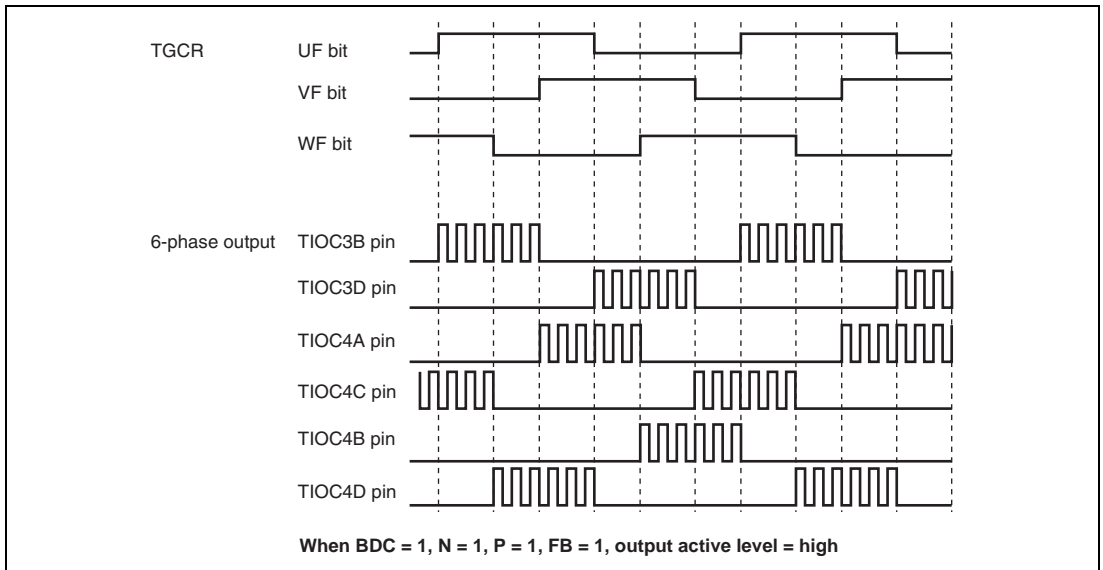 TGCR UF bit
VF bit
WF bit
6-phase output TIOC3B pin
TIOC3D pin
TIOC4A pin
TIOC4C pin
TIOC4B pin
TIOC4D pin
When BDC = 1, N = 1, P = 1, FB = 1, output active level = high